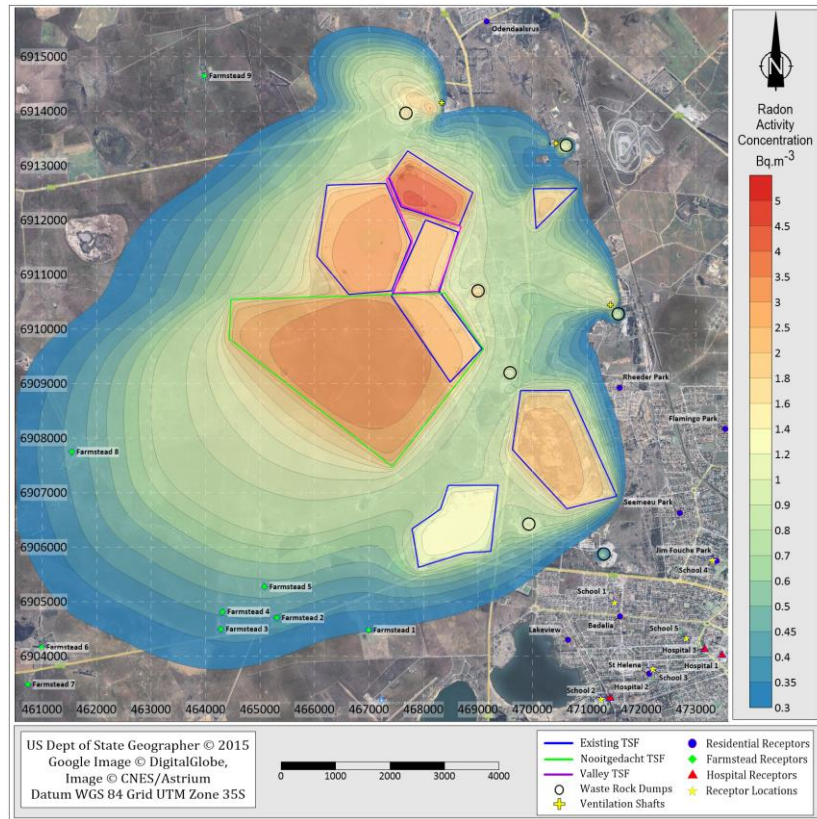 Odendaalsrus
6915000
Farmstead 9
6914000
6913000
6912000
6911000
6910000
6909000
Rheeder Park
Flamingo Park
6908000
Farmstead 8
6907000
Seemeeu Park
6906000
Jim Fouche Park
School 4
Farmstead 5
School 1
6905000
Farmstead 4
Farmstead 2
Bedelia
Farmstead 3
Farmstead 1
School 5
Lakeview
6904000
Farmstead 6
Hospital 3
St Helena
Hospital 1
School 3
Farmstead 7
School 2
Hospital 2
461000 462000 463000 464000 465000 466000 467000 468000 469000 470000 471000 472000 473000
N
Radon
Activity
Concentration
Bq.m-3
5
4.5
4
3.5
3
2.5
2
1.8
1.6
1.4
1.2
1
0.9
0.8
0.7
0.6
0.5
0.45
0.4
0.35
0.3
US Dept of State Geographer © 2015
Google Image © DigitalGlobe,
Image © CNES/Astrium
Datum WGS 84 Grid UTM Zone 35S
0 1000 2000 3000 4000
Existing TSF
Nooitgedacht TSF
Valley TSF
Waste Rock Dumps
Ventilation Shafts
Residential Receptors
Farmstead Receptors
Hospital Receptors
Receptor Locations